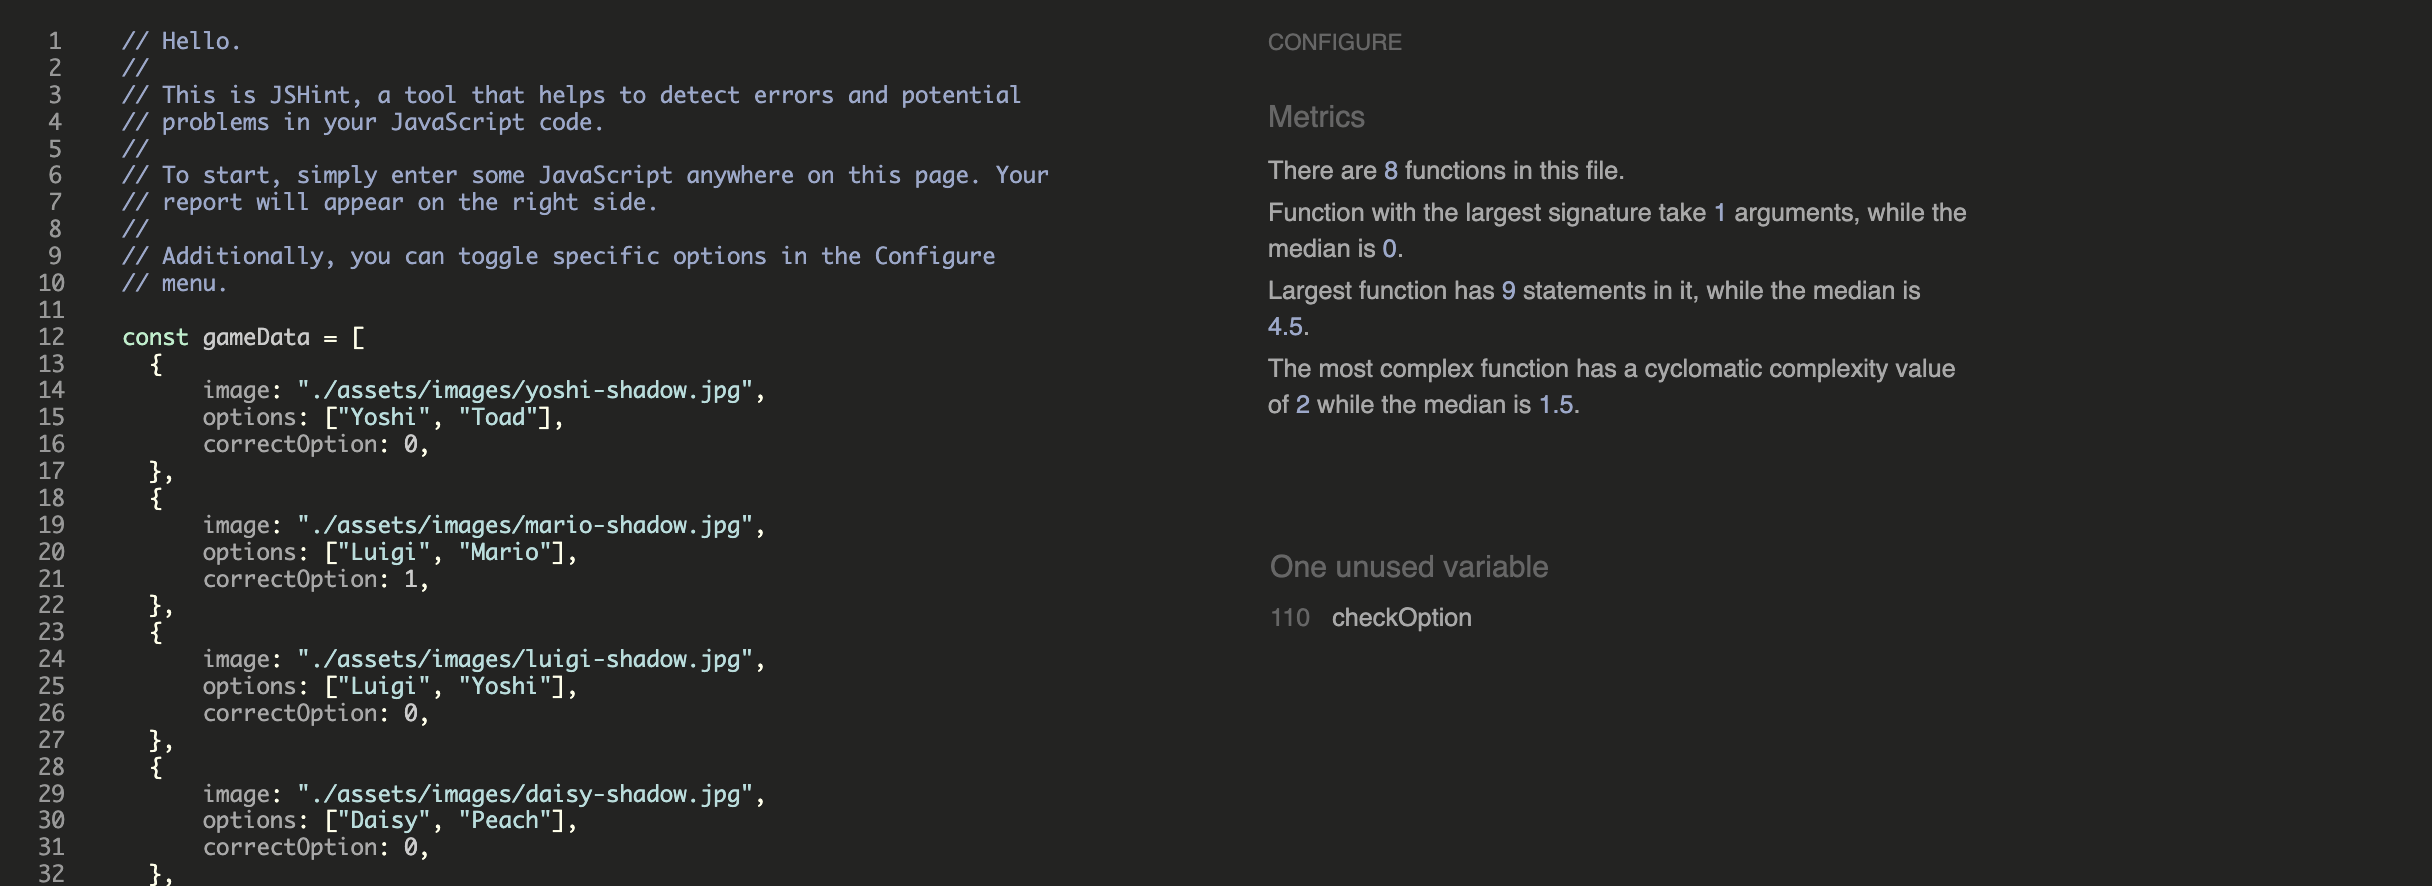 1 // Hello.
2 //
3 // This is JSHint, a tool that helps to detect errors and potential
4 // problems in your JavaScript code.
5 //
6 // To start, simply enter some JavaScript anywhere on this page. Your
7 // report will appear on the right side.
8 //
9 // Additionally, you can toggle specific options in the Configure
10 // menu.
11
12 const gameData = [
13 {
14 image: "./assets/images/yoshi-shadow.jpg",
15 options: ["Yoshi", "Toad"],
16 correctOption: 0,
17 },
18 {
19 image: "./assets/images/mario-shadow.jpg",
20 options: ["Luigi", "Mario"],
21 correctOption: 1,
22 },
23 {
24 image: "./assets/images/luigi-shadow.jpg",
25 options: ["Luigi", "Yoshi"],
26 correctOption: 0,
27 },
28 {
29 image: "./assets/images/daisy-shadow.jpg",
30 options: ["Daisy", "Peach"],
31 correctOption: 0,
32 },
CONFIGURE
Metrics
There are 8 functions in this file.
Function with the largest signature take 1 arguments, while the
median is 0.
Largest function has 9 statements in it, while the median is
4.5.
The most complex function has a cyclomatic complexity value
of 2 while the median is 1.5.
One unused variable
110 checkOption